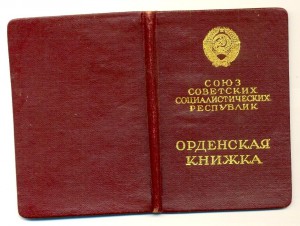 СОЮЗ
СОВЕТСКИХ
СОЦИАЛИСТИЧЕСКИХ
РЕСПУБЛИК
ОРДЕНСКАЯ
КНИЖКА